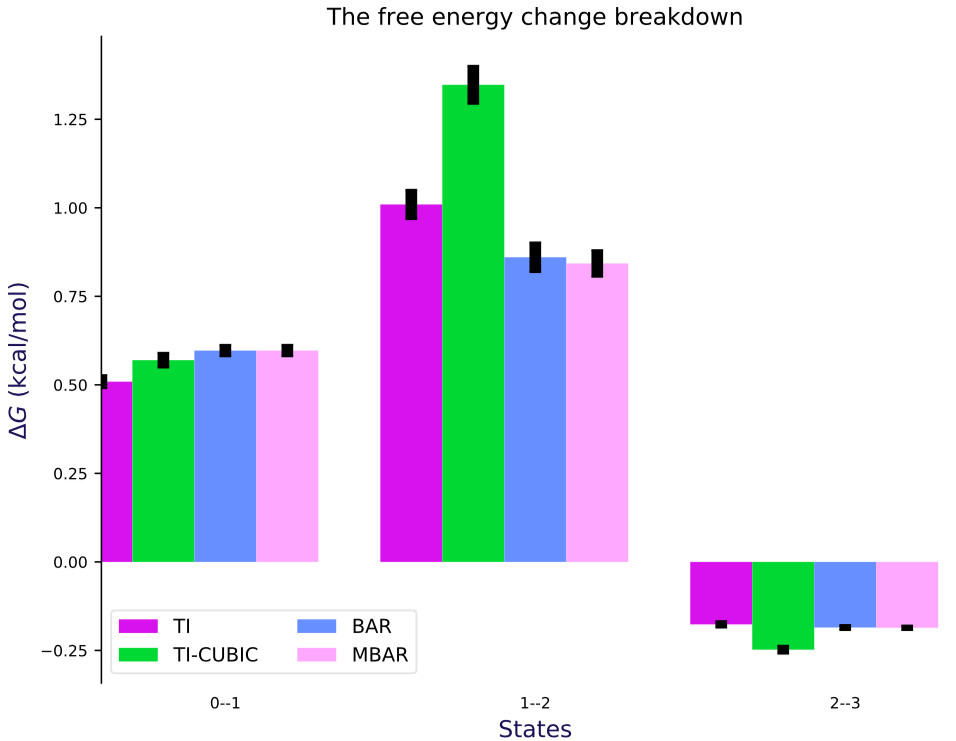 The free energy change breakdown
ΔG (kcal/mol)
1.25
1.00
0.75
0.50
0.25
0.00
−0.25
TI
TI-CUBIC
BAR
MBAR
0--1
1--2
2--3
States